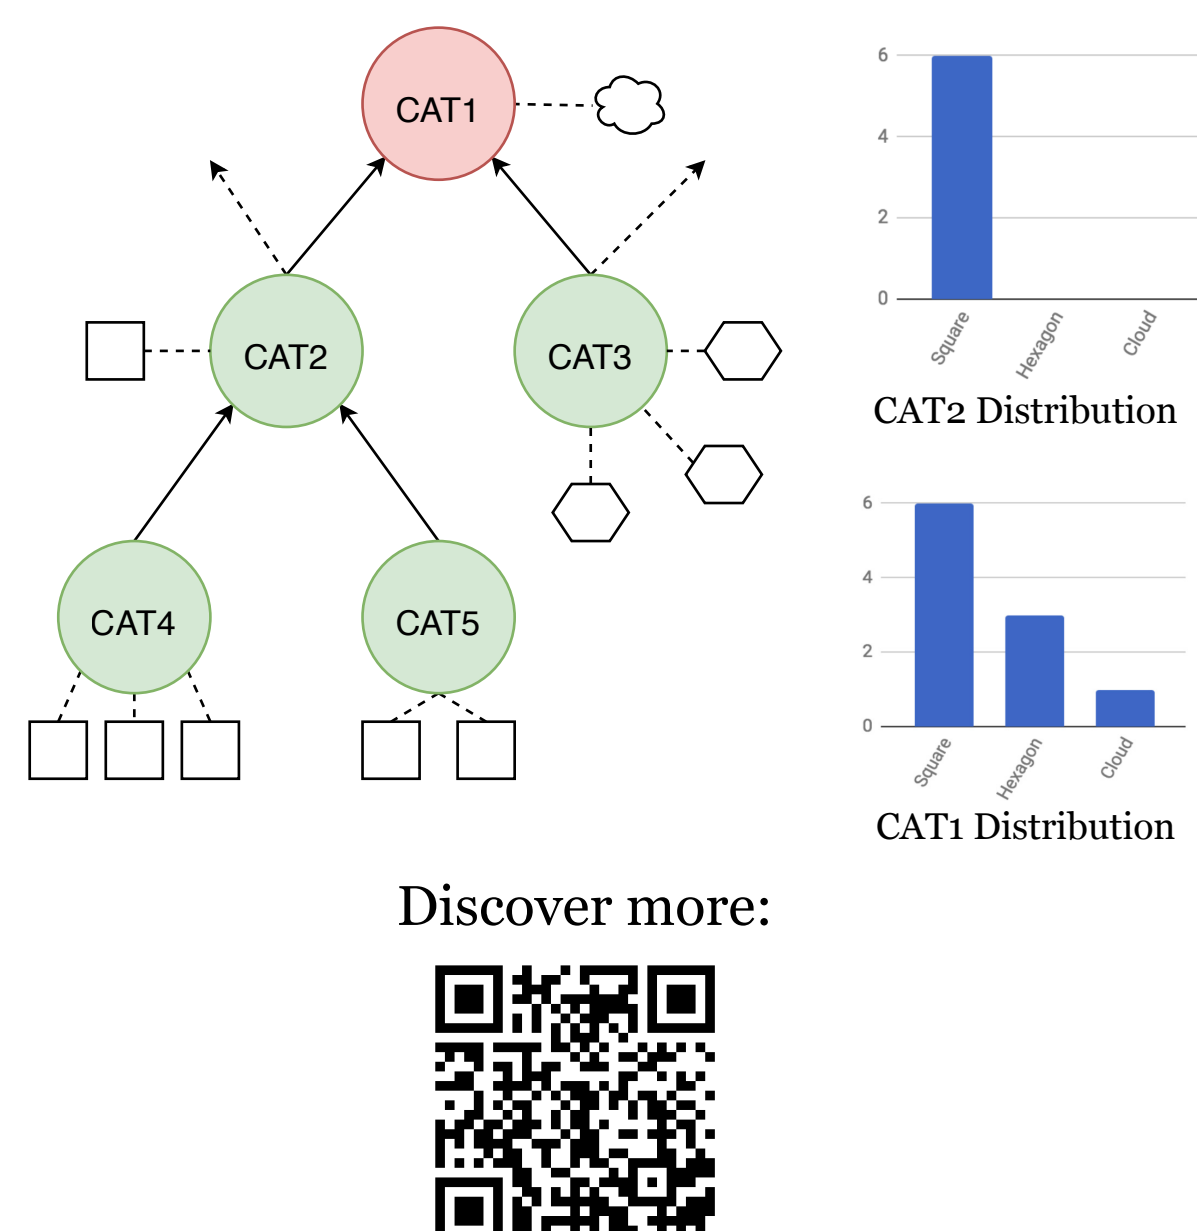 CAT1
CAT2
CAT3
CAT4
CAT5
6
4
2
0
Square
Hexagon
Cloud
CAT2 Distribution
6
4
2
0
Square
Hexagon
Cloud
CAT1 Distribution
Discover more: